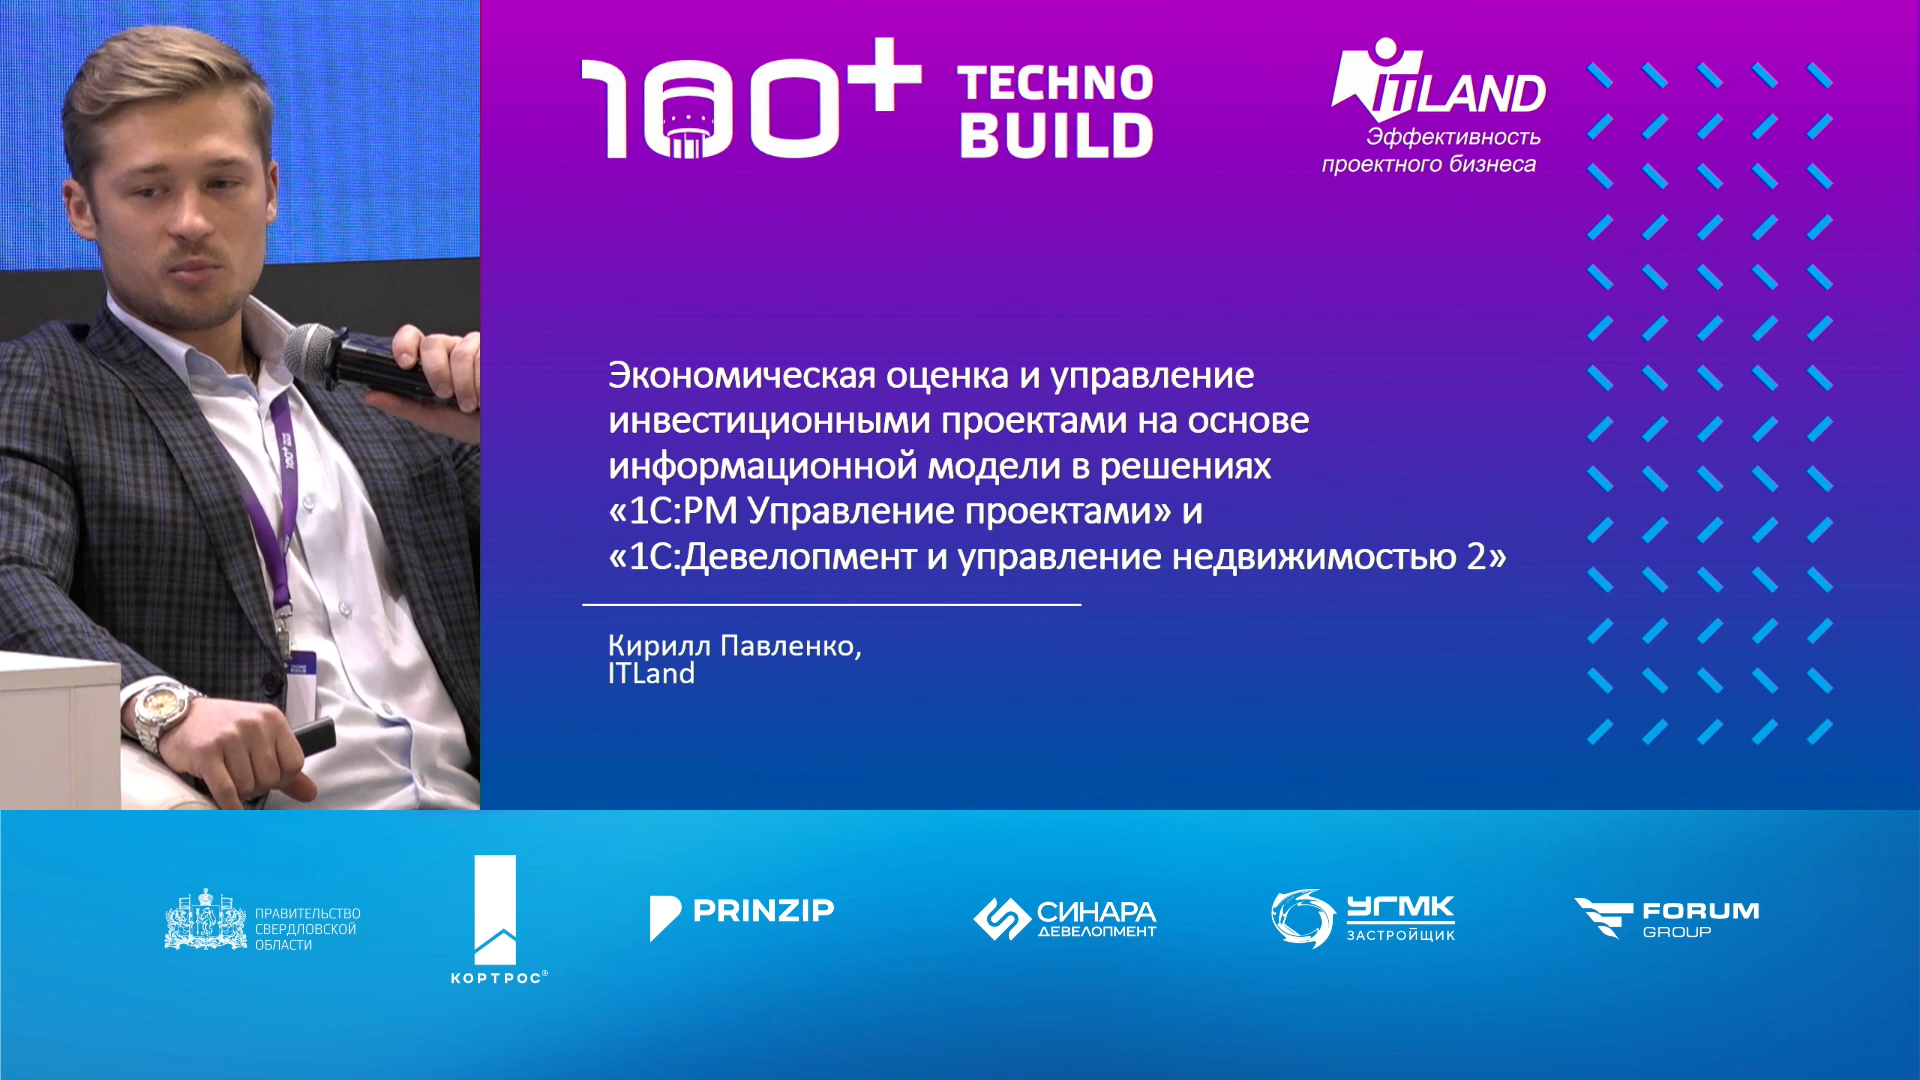 100+
TECHNO
BUILD
ITLAND
Эффективность
проектного бизнеса
Экономическая оценка и управление
инвестиционными проектами на основе
информационной модели в решениях
«1С:РМ Управление проектами» и
«1С:Девелопмент и управление недвижимостью 2»
Кирилл Павленко,
ITLand
100+
ПРАВИТЕЛЬСТВО
СВЕРДЛОВСКОЙ
ОБЛАСТИ
КОРТРОС®
PRINZIP
СИНАРА
ДЕВЕЛОПМЕНТ
УГМК
ЗАСТРОЙЩИК
FORUM
GROUP